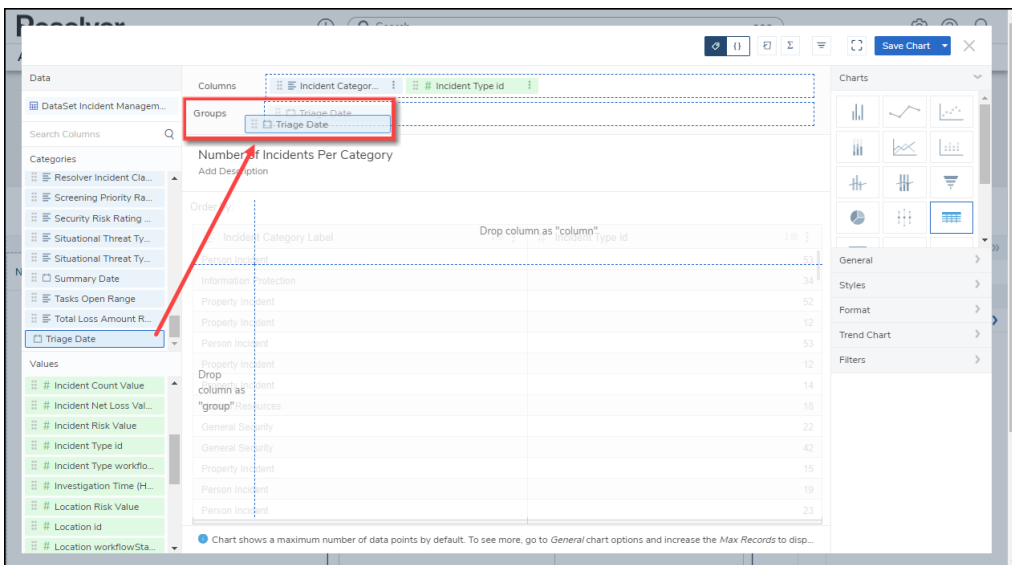 Resolver
Search
Save Chart
Data
DataSet Incident Managem...
Search Columns
Categories
Resolver Incident Cla...
Screening Priority Ra...
Security Risk Rating ...
Situational Threat Ty...
Situational Threat Ty...
Summary Date
Tasks Open Range
Total Loss Amount R...
Triage Date
Values
# Incident Count Value
# Incident Net Loss Val...
# Incident Risk Value
# Incident Type id
# Incident Type workflo...
# Investigation Time (H...
# Location Risk Value
# Location id
# Location workflowSta...
Columns
Incident Categor...
# Incident Type id
Groups
Triage Date
Triage Date
Number of Incidents Per Category
Add Description
Order By
Drop column as "column"
Incident Category Label
# Incident Type Id
Person Incident 53
Information Protection 34
Property Incident 52
Property Incident 12
Person Incident 53
Property Incident 12
Drop
column as
"group"
Property Incident 14
Resources 18
General Security 22
General Security 42
Property Incident 15
Person Incident 19
Person Incident 23
Chart shows a maximum number of data points by default. To see more, go to General chart options and increase the Max Records to disp...
Charts
General
Styles
Format
Trend Chart
Filters